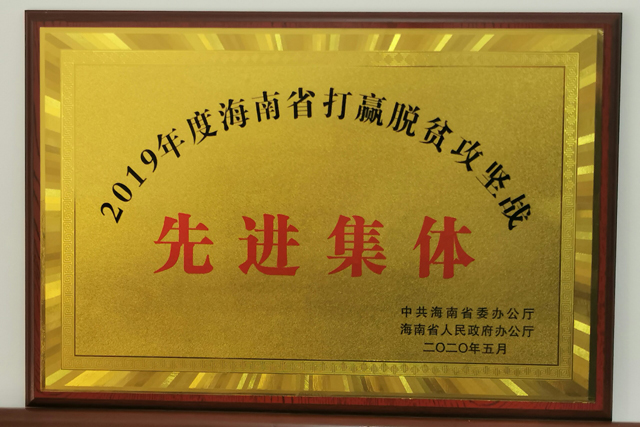 2019年度海南省打赢脱贫攻坚战
先进集体
中共海南省委办公厅
海南省人民政府办公厅
二〇二〇年五月